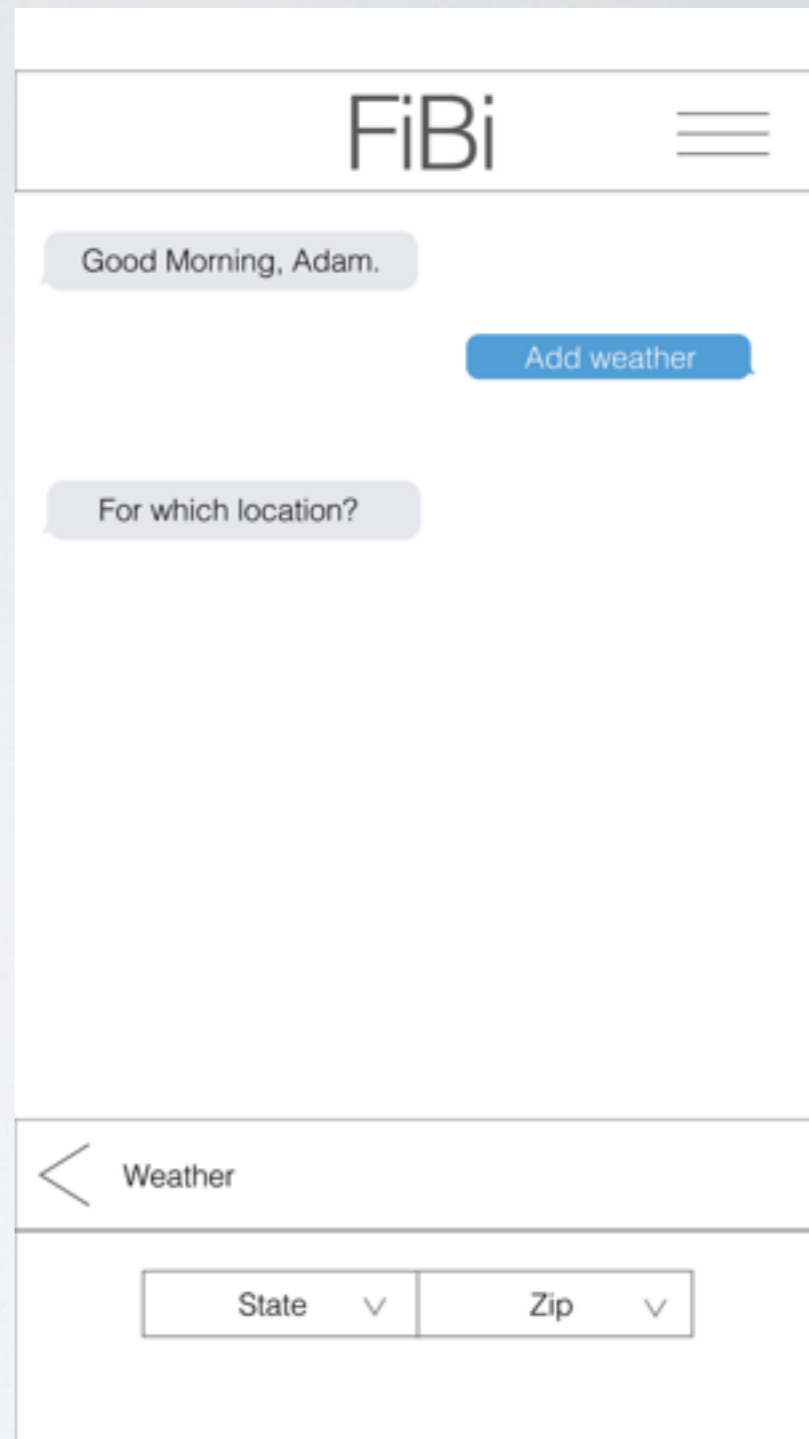 FiBi
Good Morning, Adam.
Add weather
For which location?
Weather
State
Zip